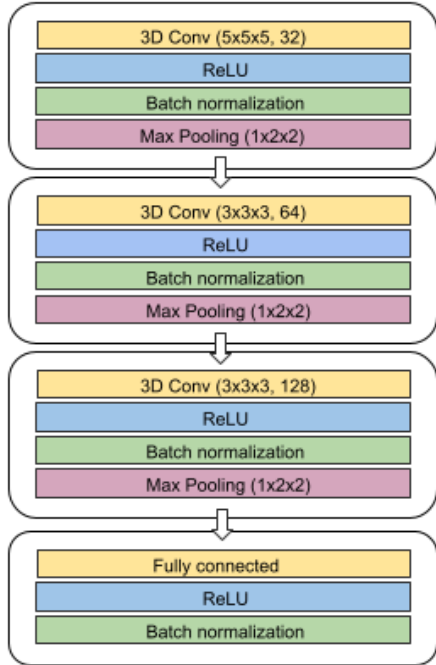 3D Conv (5x5x5, 32)
ReLU
Batch normalization
Max Pooling (1x2x2)
3D Conv (3x3x3, 64)
ReLU
Batch normalization
Max Pooling (1x2x2)
3D Conv (3x3x3, 128)
ReLU
Batch normalization
Max Pooling (1x2x2)
Fully connected
ReLU
Batch normalization